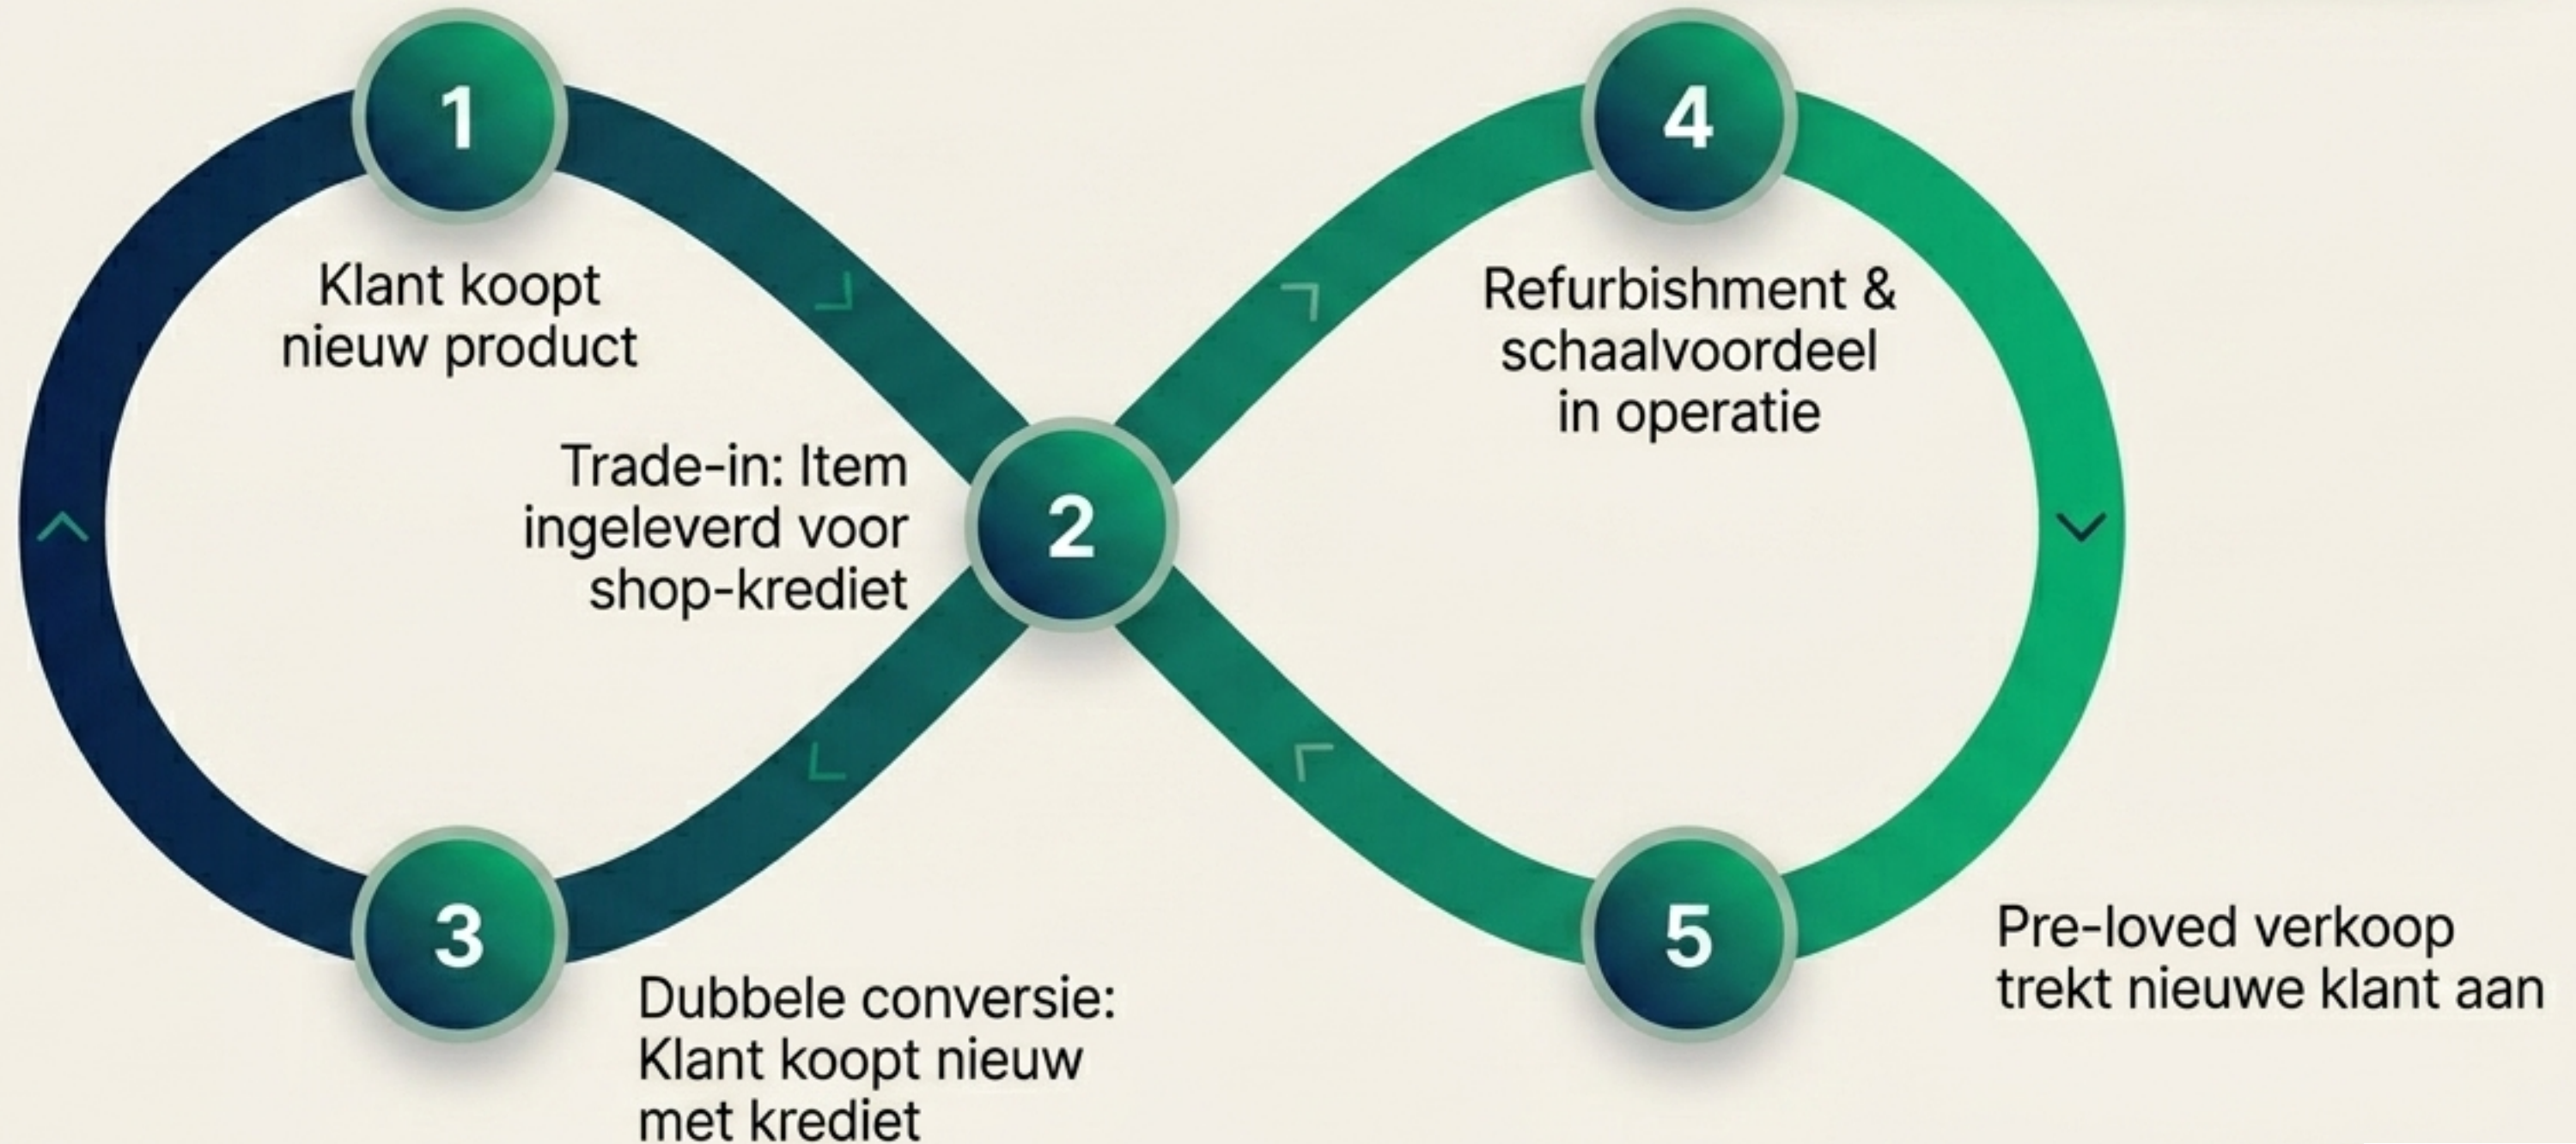 1
Klant koopt
nieuw product
2
Trade-in: Item
ingeleverd voor
shop-krediet
3
Dubbele conversie:
Klant koopt nieuw
met krediet
4
Refurbishment &
schaalvoordeel
in operatie
5
Pre-loved verkoop
trekt nieuwe klant aan